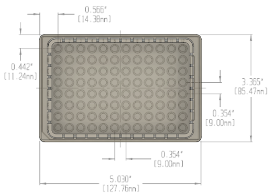 0.566"
[14.38mm]
0.442"
[11.24mm]
3.365"
[85.47mm]
0.354"
[9.00mm]
0.354"
[9.00mm]
5.030"
[127.76mm]